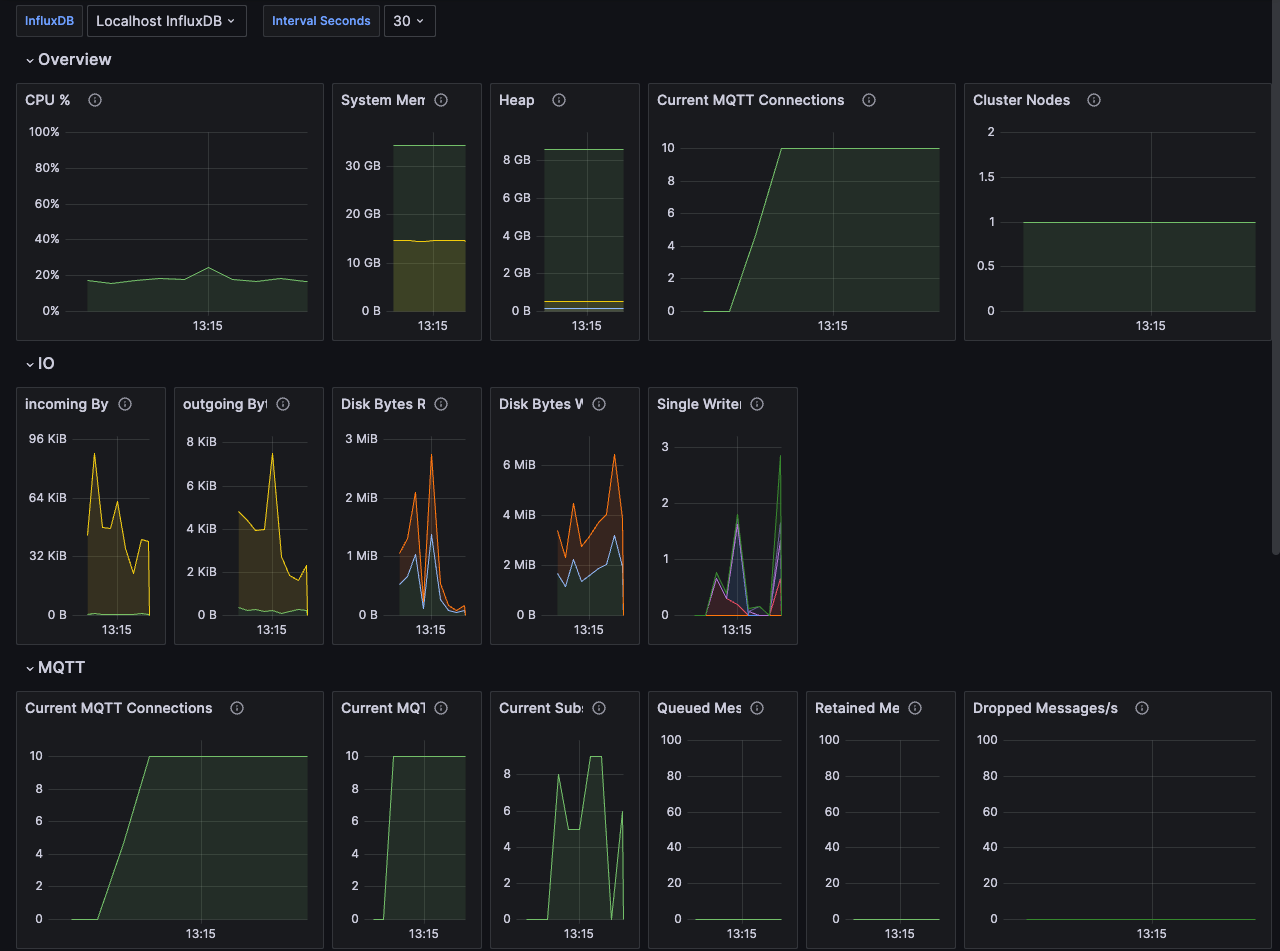 InfluxDB Localhost InfluxDB Interval Seconds 30
Overview
CPU %
100%
80%
60%
40%
20%
0%
13:15
System Mem
30 GB
20 GB
10 GB
0 B
13:15
Heap
8 GB
6 GB
4 GB
2 GB
0 B
13:15
Current MQTT Connections
10
8
6
4
2
0
13:15
Cluster Nodes
2
1.5
1
0.5
0
13:15
IO
incoming By
96 KiB
64 KiB
32 KiB
0 B
13:15
outgoing Byt
8 KiB
6 KiB
4 KiB
2 KiB
0 B
13:15
Disk Bytes R
3 MiB
2 MiB
1 MiB
0 B
13:15
Disk Bytes W
6 MiB
4 MiB
2 MiB
0 B
13:15
Single Writer
3
2
1
0
13:15
MQTT
Current MQTT Connections
10
8
6
4
2
0
13:15
Current MQT
10
8
6
4
2
0
13:15
Current Subs
8
6
4
2
0
13:15
Queued Mes
100
80
60
40
20
0
13:15
Retained Me
100
80
60
40
20
0
13:15
Dropped Messages/s
100
80
60
40
20
0
13:15